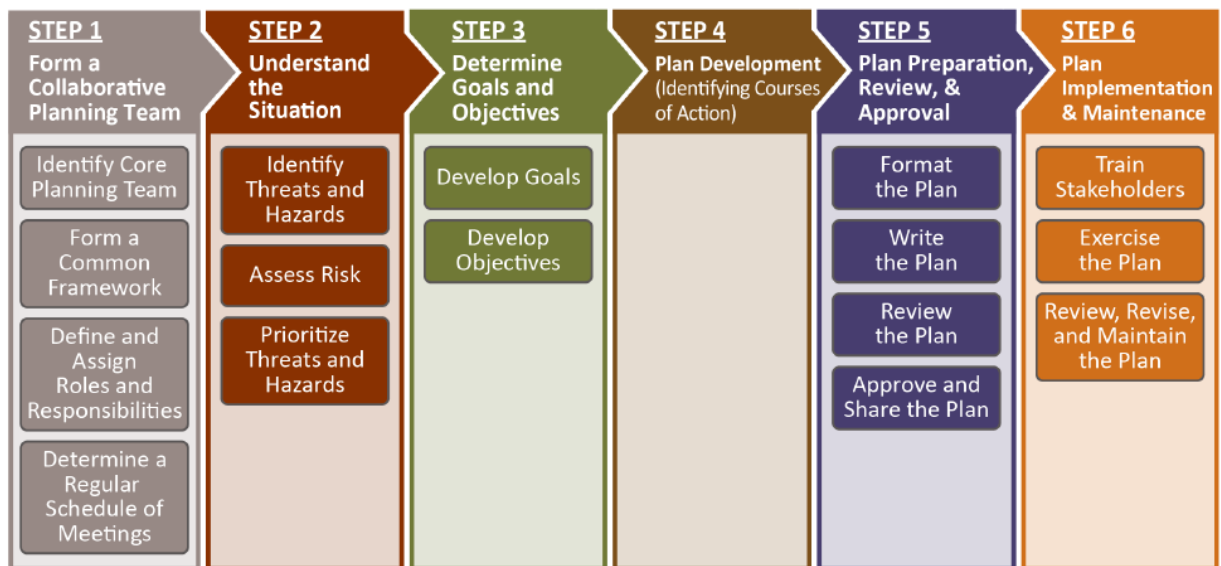 STEP 1
Form a
Collaborative
Planning Team
Identify Core
Planning Team
Form a
Common
Framework
Define and
Assign
Roles and
Responsibilities
Determine a
Regular
Schedule of
Meetings
STEP 2
Understand
the
Situation
Identify
Threats and
Hazards
Assess Risk
Prioritize
Threats and
Hazards
STEP 3
Determine
Goals and
Objectives
Develop Goals
Develop
Objectives
STEP 4
Plan Development
(Identifying Courses
of Action)
STEP 5
Plan Preparation,
Review, &
Approval
Format
the Plan
Write
the Plan
Review
the Plan
Approve and
Share the Plan
STEP 6
Plan
Implementation
& Maintenance
Train
Stakeholders
Exercise
the Plan
Review, Revise,
and Maintain
the Plan